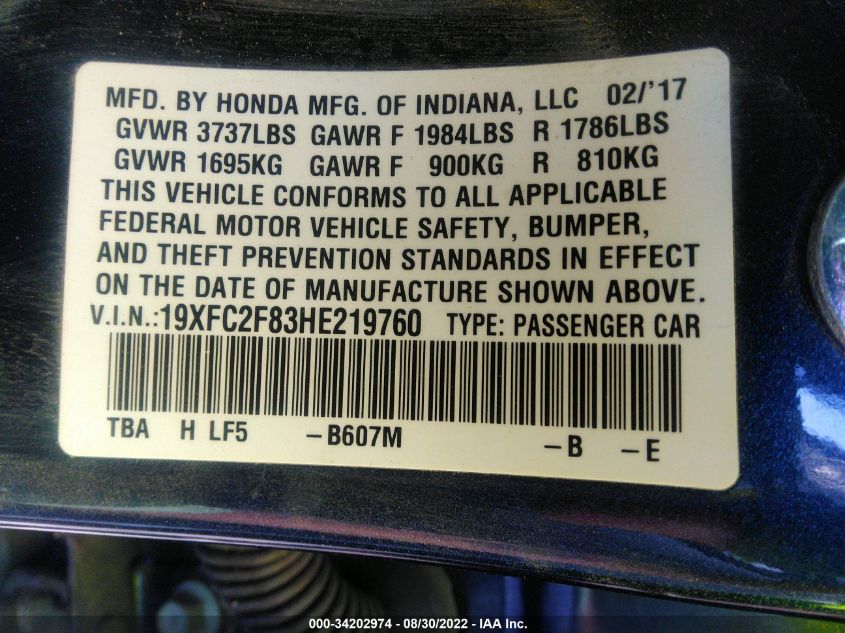 MFD. BY HONDA MFG. OF INDIANA, LLC 02/'17
GVWR 3737LBS GAWR F 1984LBS R 1786LBS
GVWR 1695KG GAWR F 900KG R 810KG
THIS VEHICLE CONFORMS TO ALL APPLICABLE
FEDERAL MOTOR VEHICLE SAFETY, BUMPER,
AND THEFT PREVENTION STANDARDS IN EFFECT
ON THE DATE OF MANUFACTURE SHOWN ABOVE.
V.I.N.:19XFC2F83HE219760 TYPE: PASSENGER CAR
TBA H LF5 -B607M -B -E
000-34202974 - 08/30/2022 - IAA Inc.